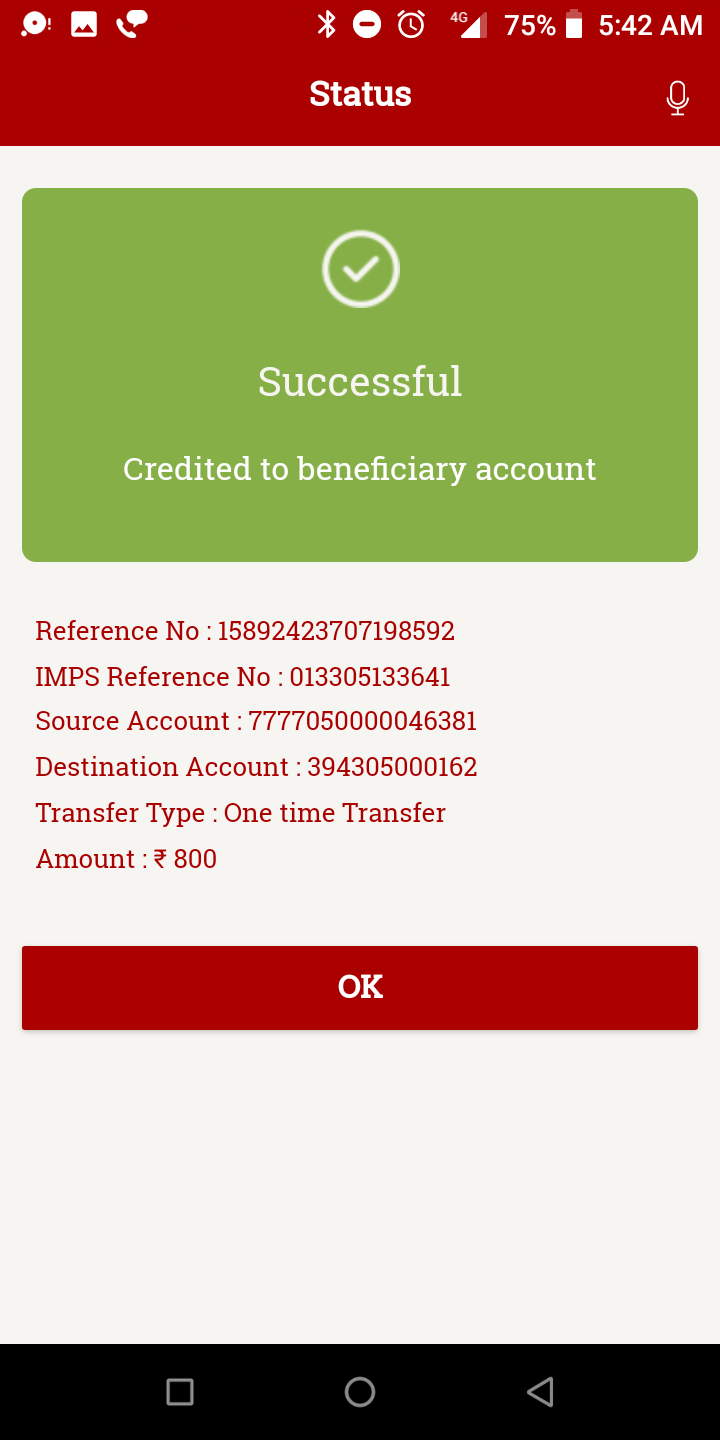 4G 75% 5:42 AM
Status
Successful
Credited to beneficiary account
Reference No : 15892423707198592
IMPS Reference No : 013305133641
Source Account : 7777050000046381
Destination Account : 394305000162
Transfer Type : One time Transfer
Amount : ₹ 800
OK